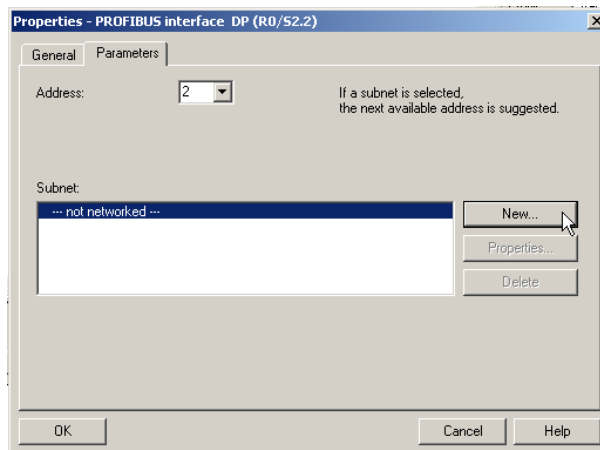 Properties - PROFIBUS interface DP (R0/S2.2)
General Parameters
Address: 2 If a subnet is selected,
the next available address is suggested.
Subnet:
--- not networked ---
New...
Properties...
Delete
OK Cancel Help